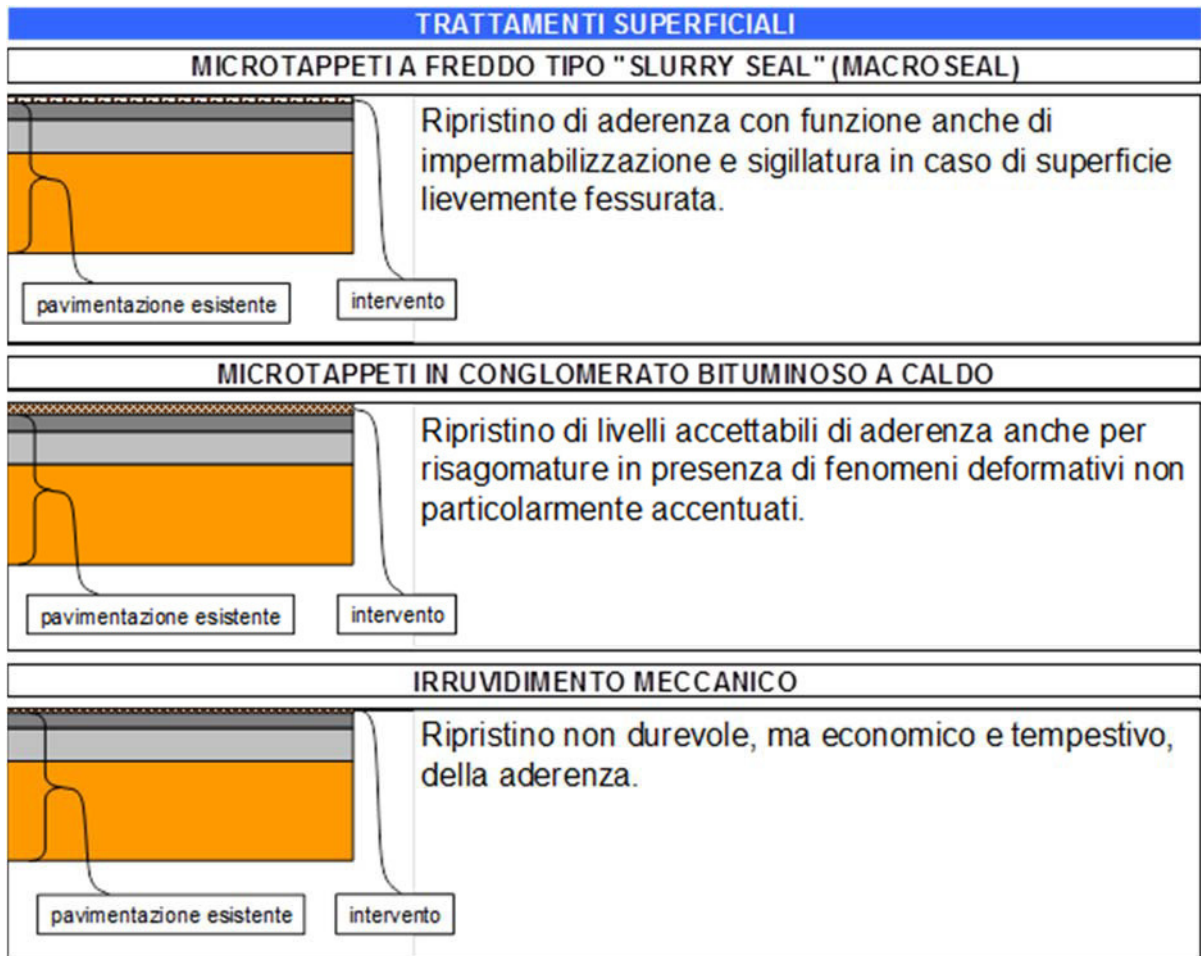 TRATTAMENTI SUPERFICIALI
MICROTAPPETI A FREDDO TIPO "SLURRY SEAL" (MACROSEAL)
Ripristino di aderenza con funzione anche di
impermabilizzazione e sigillatura in caso di superficie
lievemente fessurata.
pavimentazione esistente
intervento
MICROTAPPETI IN CONGLOMERATO BITUMINOSO A CALDO
Ripristino di livelli accettabili di aderenza anche per
risagomature in presenza di fenomeni deformativi non
particolarmente accentuati.
pavimentazione esistente
intervento
IRRUVIDIMENTO MECCANICO
Ripristino non durevole, ma economico e tempestivo,
della aderenza.
pavimentazione esistente
intervento